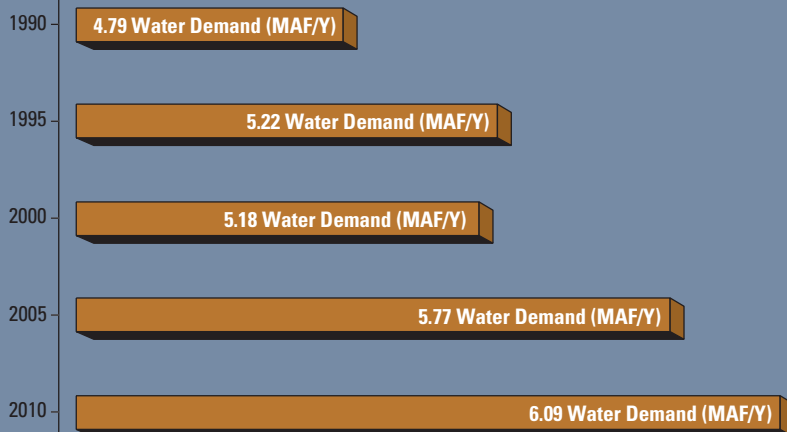 1990
4.79 Water Demand (MAF/Y)
1995
5.22 Water Demand (MAF/Y)
2000
5.18 Water Demand (MAF/Y)
2005
5.77 Water Demand (MAF/Y)
2010
6.09 Water Demand (MAF/Y)